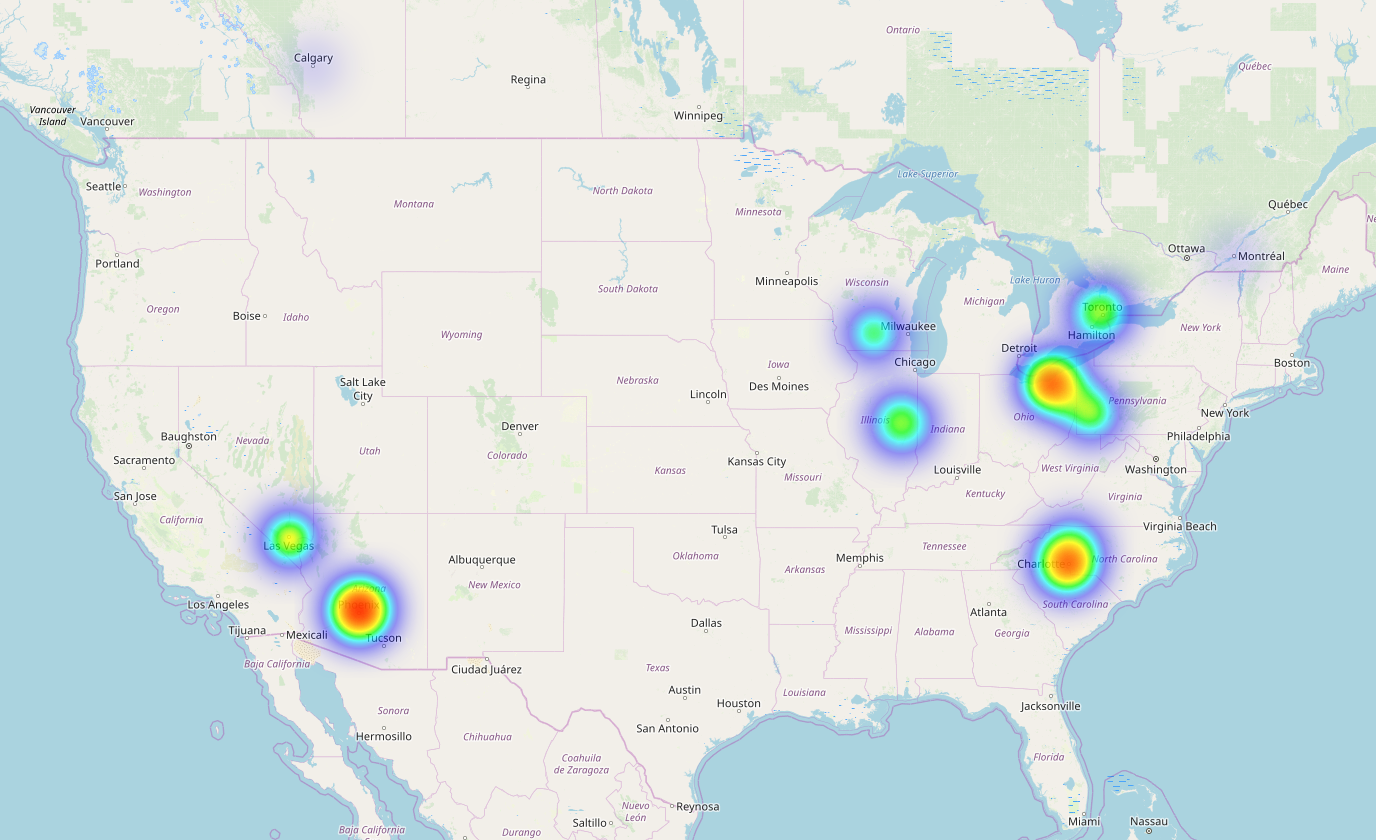 Ontario
Calgary
Québec
Regina
Vancouver
Island
Vancouver
Winnipeg
Lake Superior
Seattle
Washington
North Dakota
Montana
Minnesota
Québec
Ottawa
Montréal
Portland
Minneapolis
Wisconsin
Lake Huron
Maine
South Dakota
Michigan
Toronto
Oregon
Boise
Idaho
Milwaukee
New York
Wyoming
Hamilton
Detroit
Chicago
Boston
Iowa
Salt Lake
City
Nebraska
Des Moines
Lincoln
Pennsylvania
New York
Ohio
Illinois
Indiana
Denver
Baughston
Nevada
Philadelphia
Utah
Colorado
Sacramento
Kansas
Kansas City
Missouri
Louisville
West Virginia
Washington
San Jose
Kentucky
Virginia
California
Virginia Beach
Tulsa
Las Vegas
Tennessee
Albuquerque
Oklahoma
Memphis
Arkansas
Charlotte
North Carolina
New Mexico
Arizona
Phoenix
Los Angeles
South Carolina
Atlanta
Dallas
Tijuana
Mexicali
Tucson
Mississippi
Alabama
Georgia
Baja California
Ciudad Juárez
Texas
Austin
Louisiana
Houston
Jacksonville
Sonora
Hermosillo
Chihuahua
San Antonio
Coahuila
de Zaragoza
Florida
Nuevo
León
Reynosa
Saltillo
Miami
Nassau
Baja California
Durango